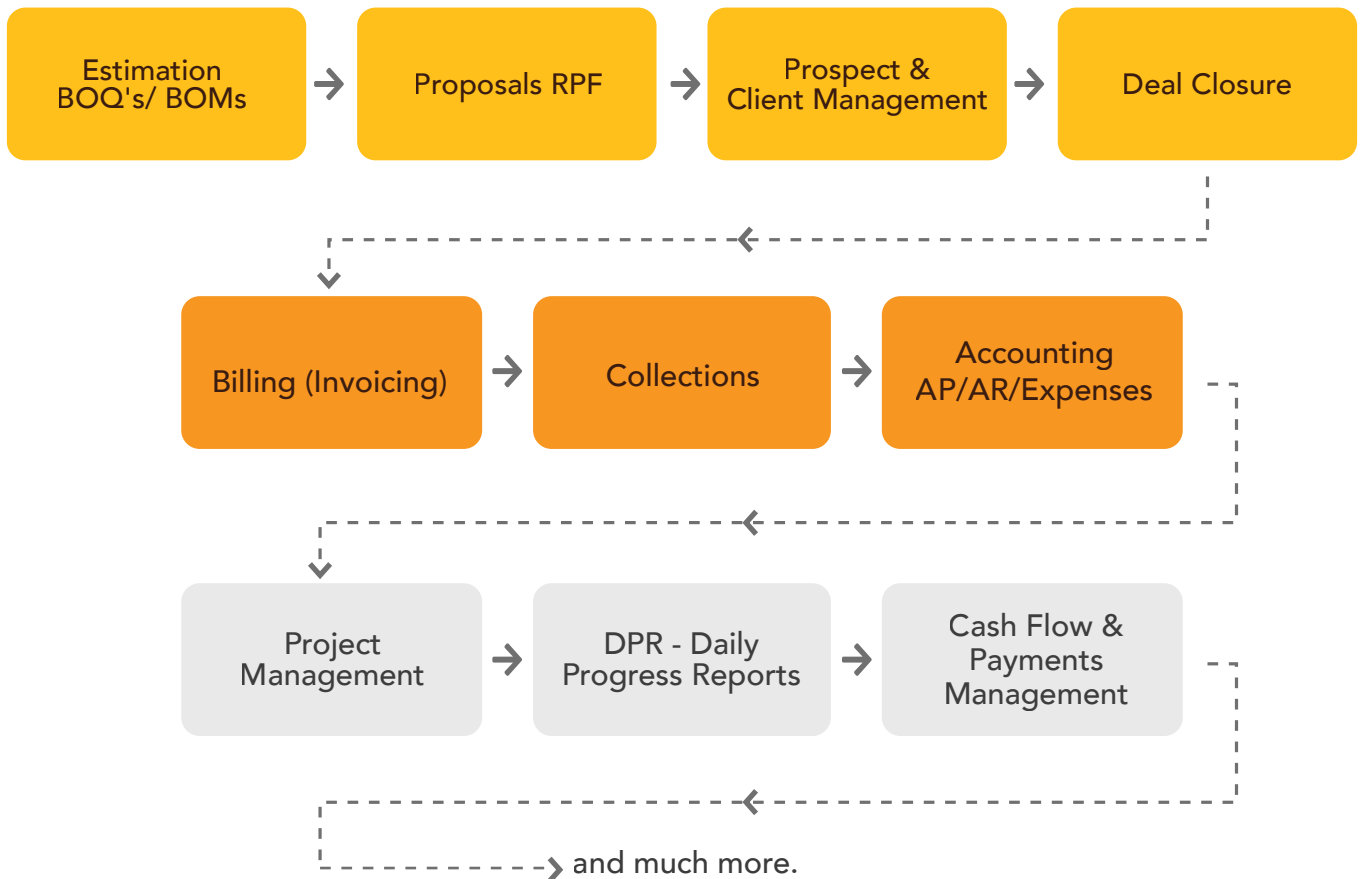 Estimation
BOQ's/ BOMs
Proposals RPF
Prospect &
Client Management
Deal Closure
Billing (Invoicing)
Collections
Accounting
AP/AR/Expenses
Project
Management
DPR - Daily
Progress Reports
Cash Flow &
Payments
Management
and much more.